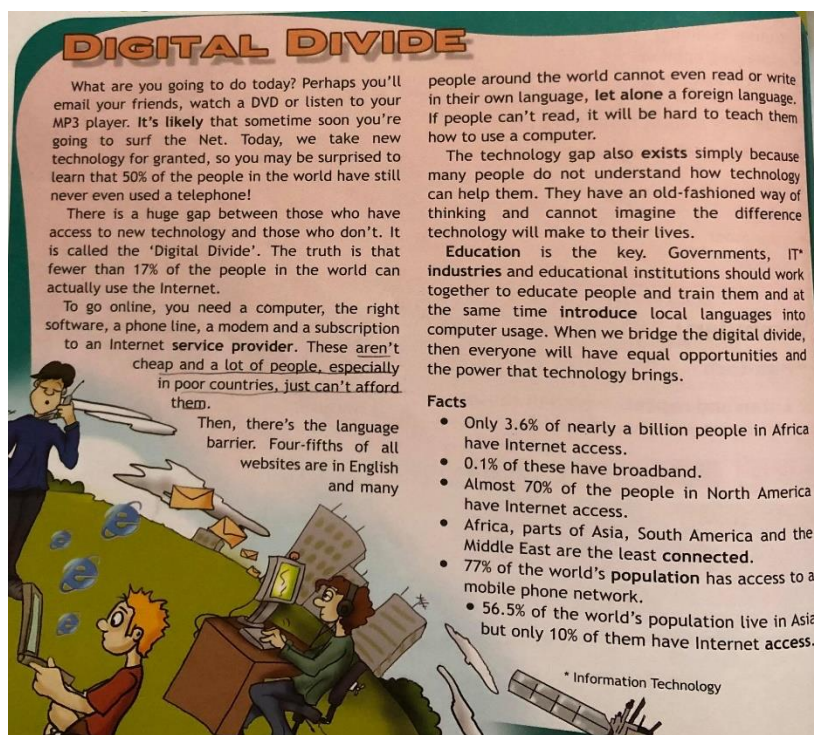 DIGITAL DIVIDE
What are you going to do today? Perhaps you'll
email your friends, watch a DVD or listen to your
MP3 player. It's likely that sometime soon you're
going to surf the Net. Today, we take new
technology for granted, so you may be surprised to
learn that 50% of the people in the world have still
never even used a telephone!
There is a huge gap between those who have
access to new technology and those who don't. It
is called the 'Digital Divide'. The truth is that
fewer than 17% of the people in the world can
actually use the Internet.
To go online, you need a computer, the right
software, a phone line, a modem and a subscription
to an Internet service provider. These aren't
cheap and a lot of people, especially
in poor countries, just can't afford
them.
Then, there's the language
barrier. Four-fifths of all
websites are in English
and many
people around the world cannot even read or write
in their own language, let alone a foreign language.
If people can't read, it will be hard to teach them
how to use a computer.
The technology gap also exists simply because
many people do not understand how technology
can help them. They have an old-fashioned way of
thinking and cannot imagine the difference
technology will make to their lives.
Education is the key. Governments, IT*
industries and educational institutions should work
together to educate people and train them and at
the same time introduce local languages into
computer usage. When we bridge the digital divide,
then everyone will have equal opportunities and
the power that technology brings.
Facts
• Only 3.6% of nearly a billion people in Africa
have Internet access.
• 0.1% of these have broadband.
• Almost 70% of the people in North America
have Internet access.
• Africa, parts of Asia, South America and the
Middle East are the least connected.
• 77% of the world's population has access to a
mobile phone network.
• 56.5% of the world's population live in Asia
but only 10% of them have Internet access.
* Information Technology